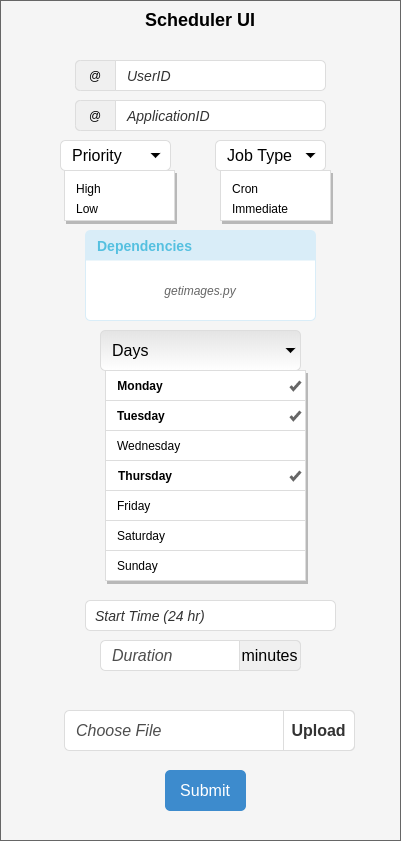 Scheduler UI
@ UserID
@ ApplicationID
Priority Job Type
High Cron
Low Immediate
Dependencies
getimages.py
Days
Monday
Tuesday
Wednesday
Thursday
Friday
Saturday
Sunday
Start Time (24 hr)
Duration minutes
Choose File Upload
Submit